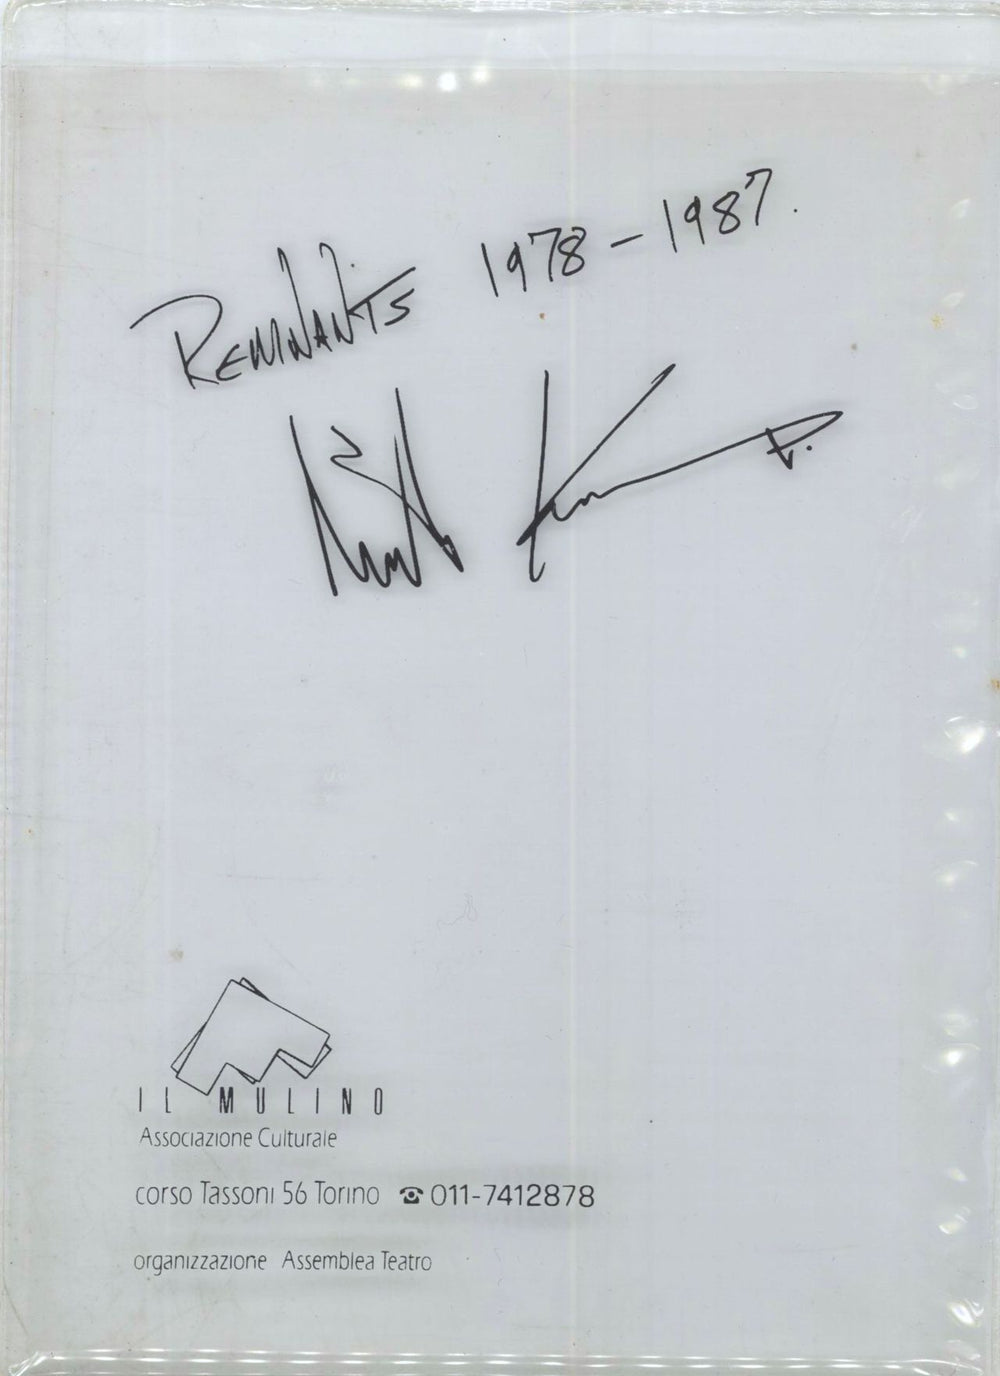 REMNANTS 1978 – 1987.
IL MULINO
Associazione Culturale
corso Tassoni 56 Torino ☎ 011-7412878
organizzazione Assemblea Teatro